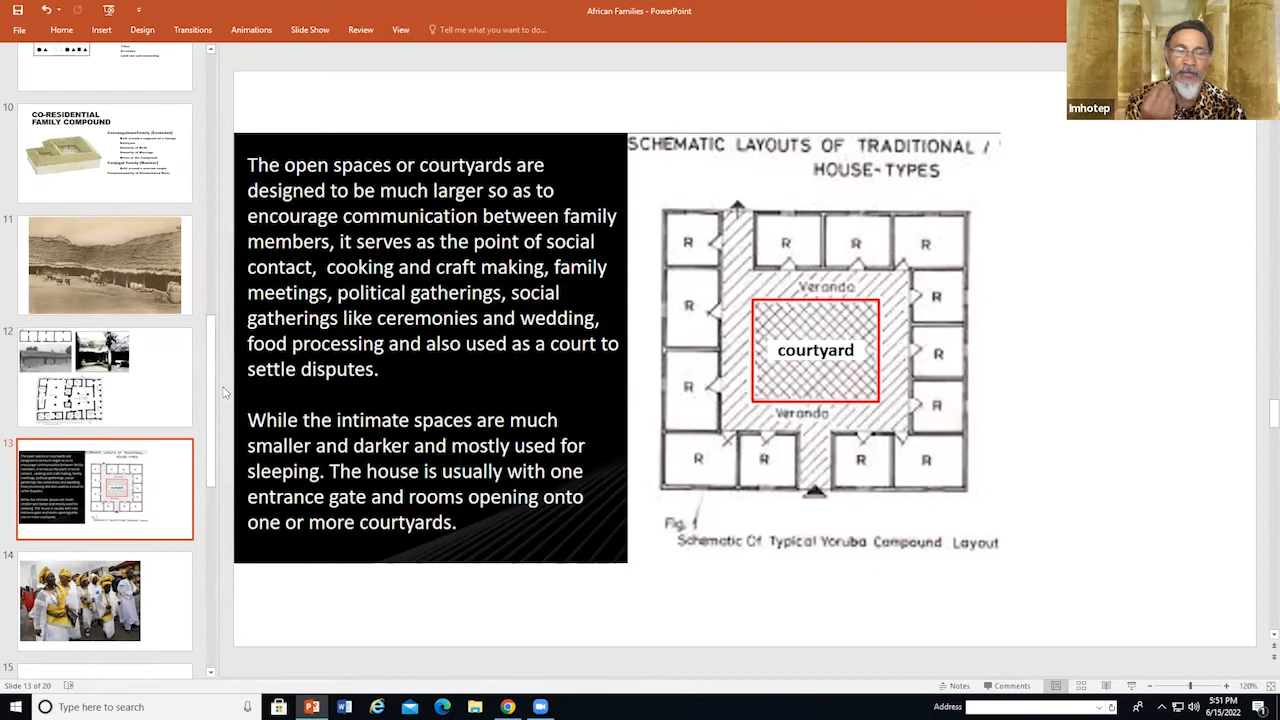 African Families - PowerPoint
File Home Insert Design Transitions Animations Slide Show Review View Tell me what you want to do...
Imhotep
10
CO-RESIDENTIAL
FAMILY COMPOUND
11
12
13
14
15
The open spaces or courtyards are
designed to be much larger so as to
encourage communication between family
members, it serves as the point of social
contact, cooking and craft making, family
meetings, political gatherings, social
gatherings like ceremonies and wedding,
food processing and also used as a court to
settle disputes.
While the intimate spaces are much
smaller and darker and mostly used for
sleeping. The house is usually with one
entrance gate and rooms opening onto
one or more courtyards.
SCHEMATIC LAYOUTS OF TRADITIONAL /
HOUSE-TYPES
R R R R
Veranda
R R
courtyard
R
R
R
Veranda
R R R R
Fig. 1
Schematic Of Typical Yoruba Compound Layout
Slide 13 of 20
Notes Comments 120%
Type here to search
Address
5:51 PM
6/15/2022